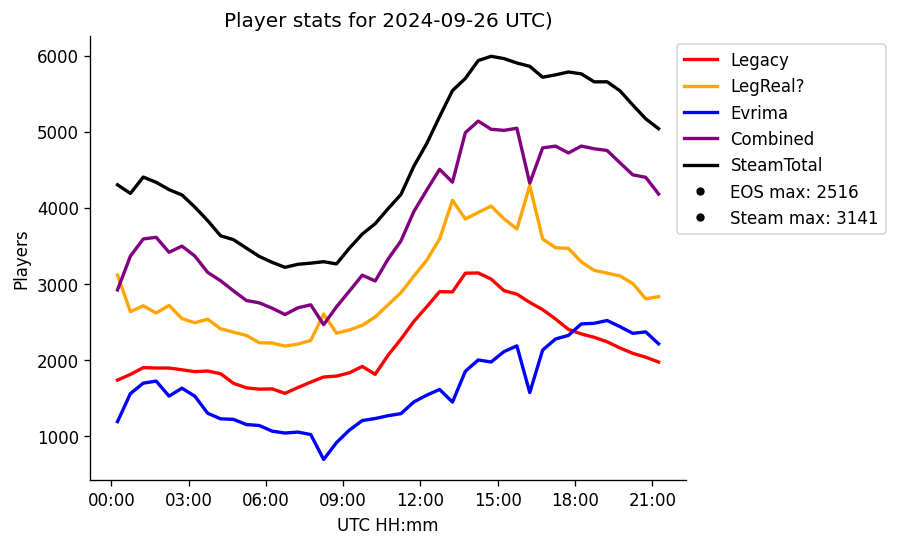 Player stats for 2024-09-26 UTC)
6000
5000
4000
3000
2000
1000
Players
00:00 03:00 06:00 09:00 12:00 15:00 18:00 21:00
UTC HH:mm
Legacy
LegReal?
Evrima
Combined
SteamTotal
EOS max: 2516
Steam max: 3141